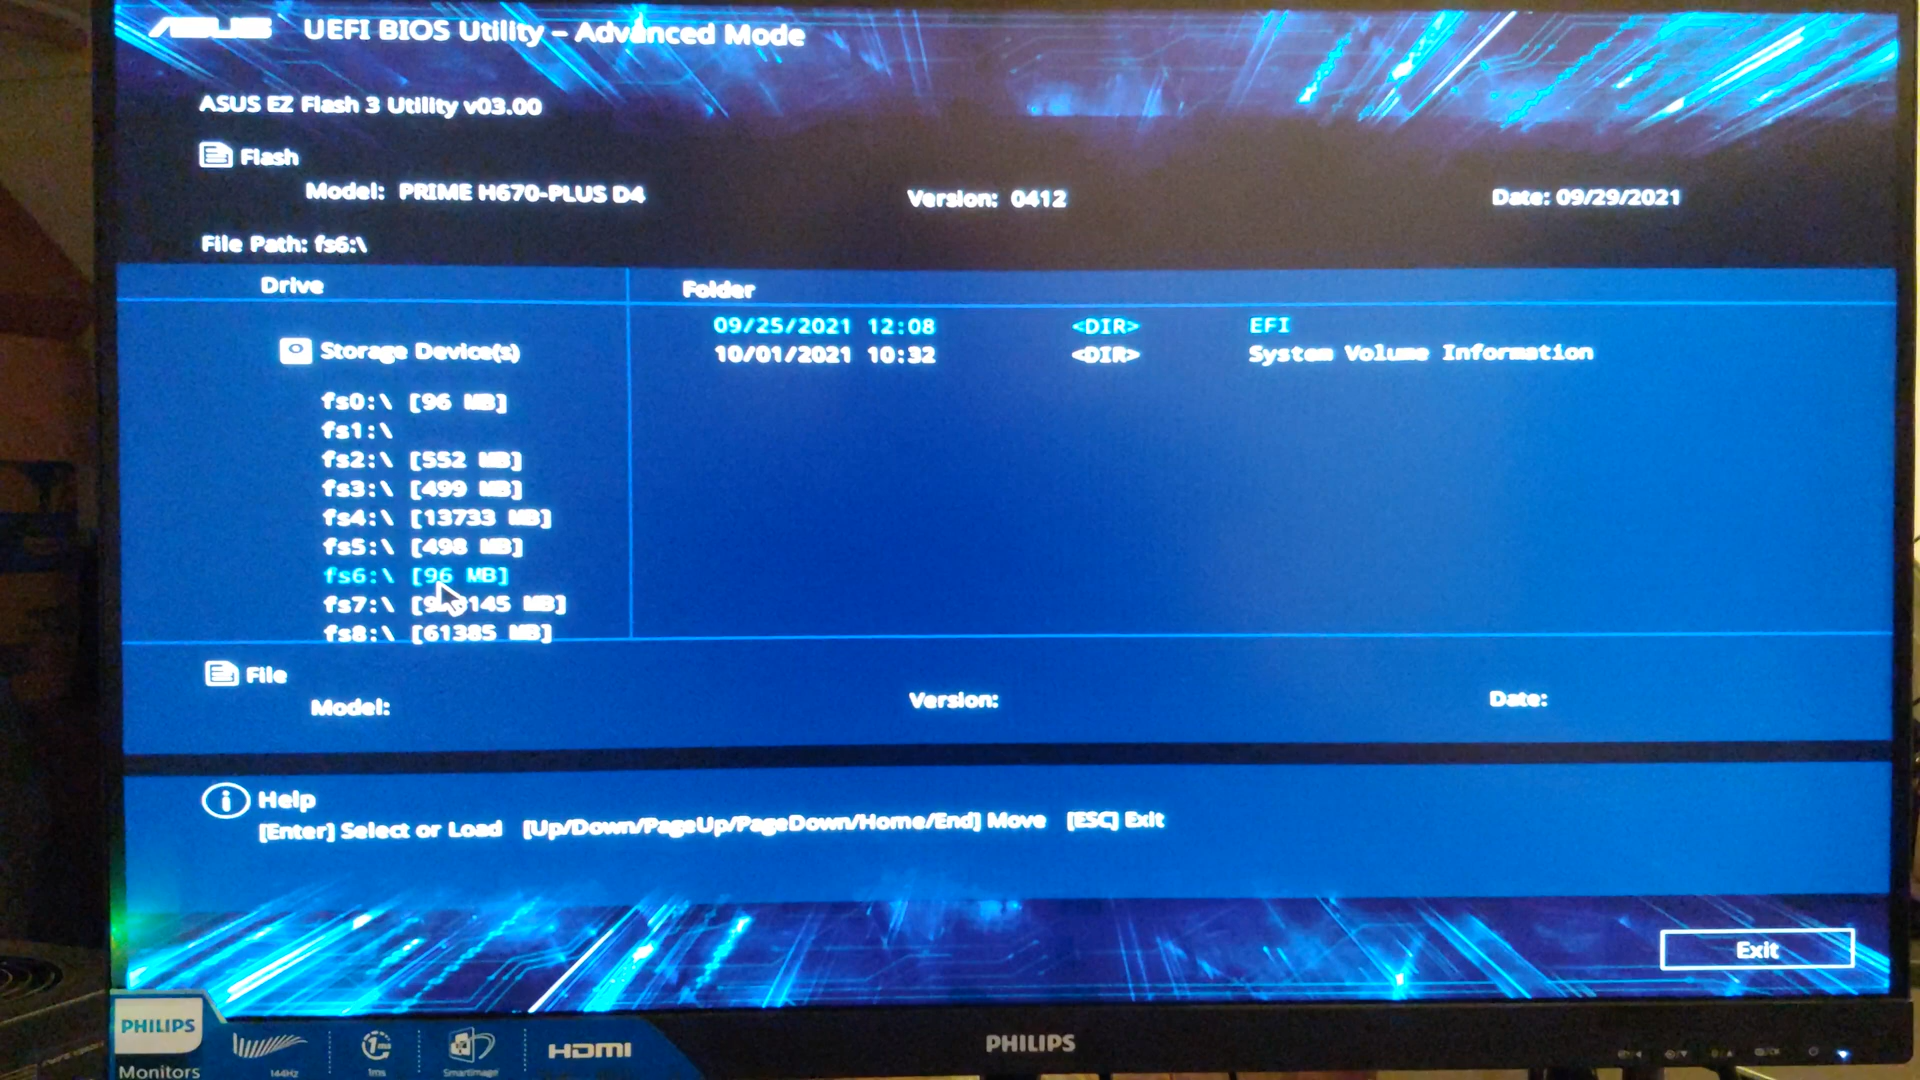 ASUS UEFI BIOS Utility – Advanced Mode
ASUS EZ Flash 3 Utility v03.00
Flash
Model: PRIME H670-PLUS D4 Version: 0412 Date: 09/29/2021
File Path: fs6:\
Drive Folder
09/25/2021 12:08 <DIR> EFI
Storage Device(s) 10/01/2021 10:32 <DIR> System Volume Information
fs0:\ [96 MB]
fs1:\
fs2:\ [552 MB]
fs3:\ [499 MB]
fs4:\ [13733 MB]
fs5:\ [498 MB]
fs6:\ [96 MB]
fs7:\
fs8:\ [61385 MB]
File
Model: Version: Date:
Help
[Enter] Select or Load [Up/Down/PageUp/PageDown/Home/End] Move [ESC] Exit
Exit
PHILIPS
Monitors
144Hz
1ms
SmartImage
HDMI
PHILIPS